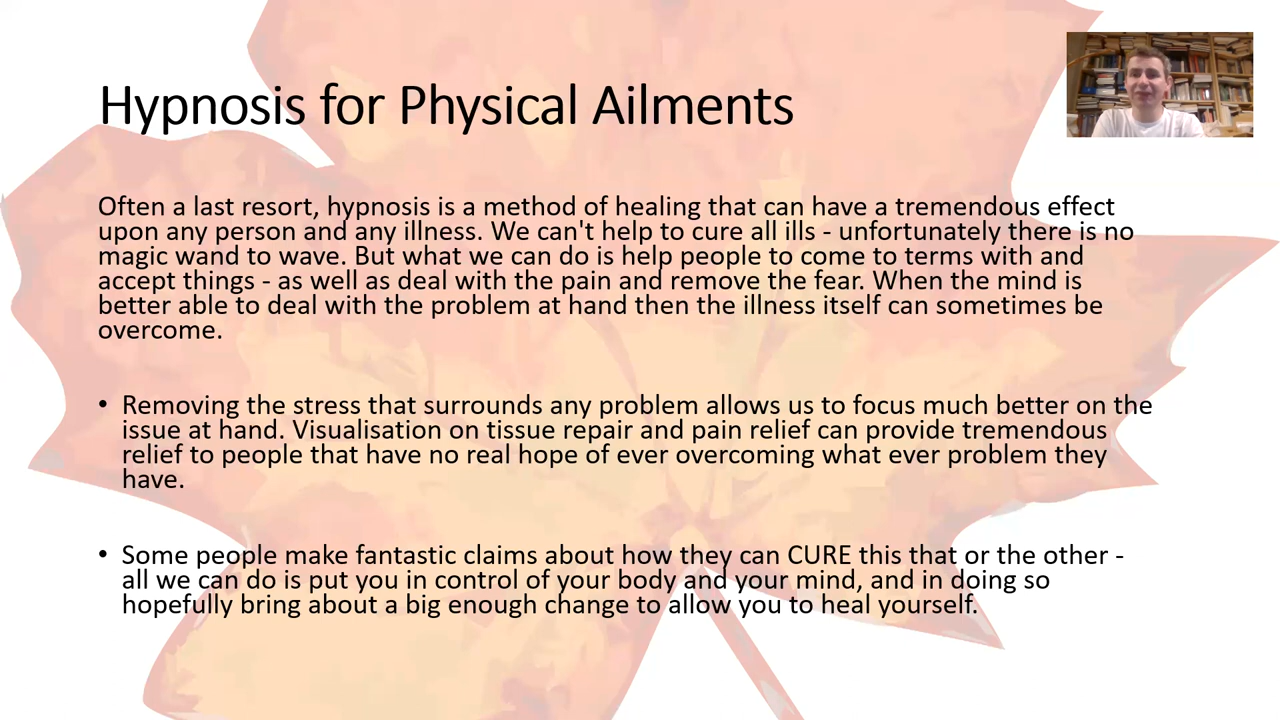 Hypnosis for Physical Ailments
Often a last resort, hypnosis is a method of healing that can have a tremendous effect
upon any person and any illness. We can't help to cure all ills - unfortunately there is no
magic wand to wave. But what we can do is help people to come to terms with and
accept things - as well as deal with the pain and remove the fear. When the mind is
better able to deal with the problem at hand then the illness itself can sometimes be
overcome.
• Removing the stress that surrounds any problem allows us to focus much better on the
issue at hand. Visualisation on tissue repair and pain relief can provide tremendous
relief to people that have no real hope of ever overcoming what ever problem they
have.
• Some people make fantastic claims about how they can CURE this that or the other -
all we can do is put you in control of your body and your mind, and in doing so
hopefully bring about a big enough change to allow you to heal yourself.